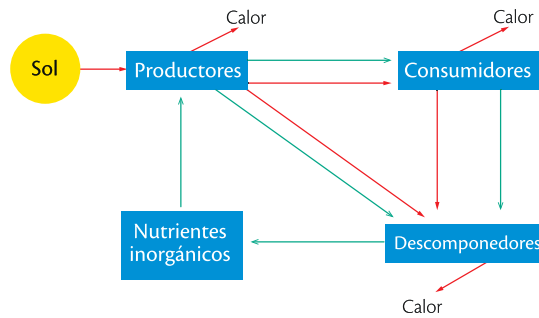 Calor
Calor
Sol
Productores
Consumidores
Nutrientes
inorgánicos
Descomponedores
Calor